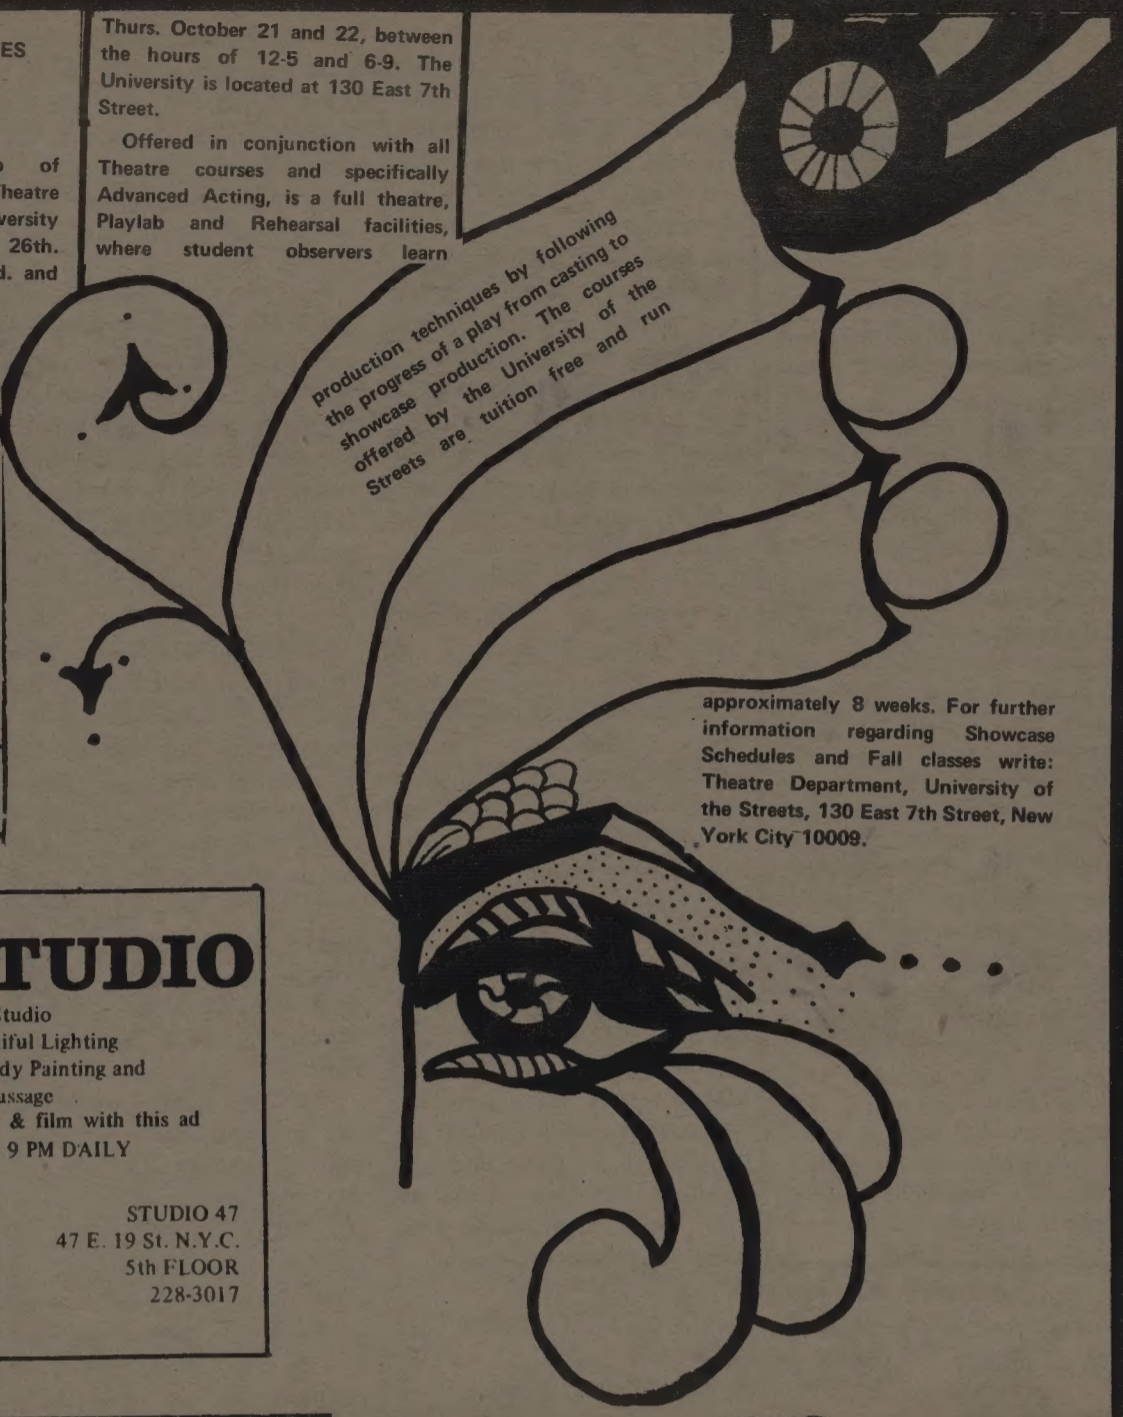 ES
of
Theatre
versity
26th.
d. and
Thurs. October 21 and 22, between
the hours of 12-5 and 6-9. The
University is located at 130 East 7th
Street.
Offered in conjunction with all
Theatre courses and specifically
Advanced Acting, is a full theatre,
Playlab and Rehearsal facilities,
where student observers learn
production techniques by following
the progress of a play from casting to
showcase production. The courses
offered by the University of the
Streets are tuition free and run
approximately 8 weeks. For further
information regarding Showcase
Schedules and Fall classes write:
Theatre Department, University of
the Streets, 130 East 7th Street, New
York City 10009.
TUDIO
Studio
iful Lighting
dy Painting and
assage
& film with this ad
9 PM DAILY
STUDIO 47
47 E. 19 St. N.Y.C.
5th FLOOR
228-3017